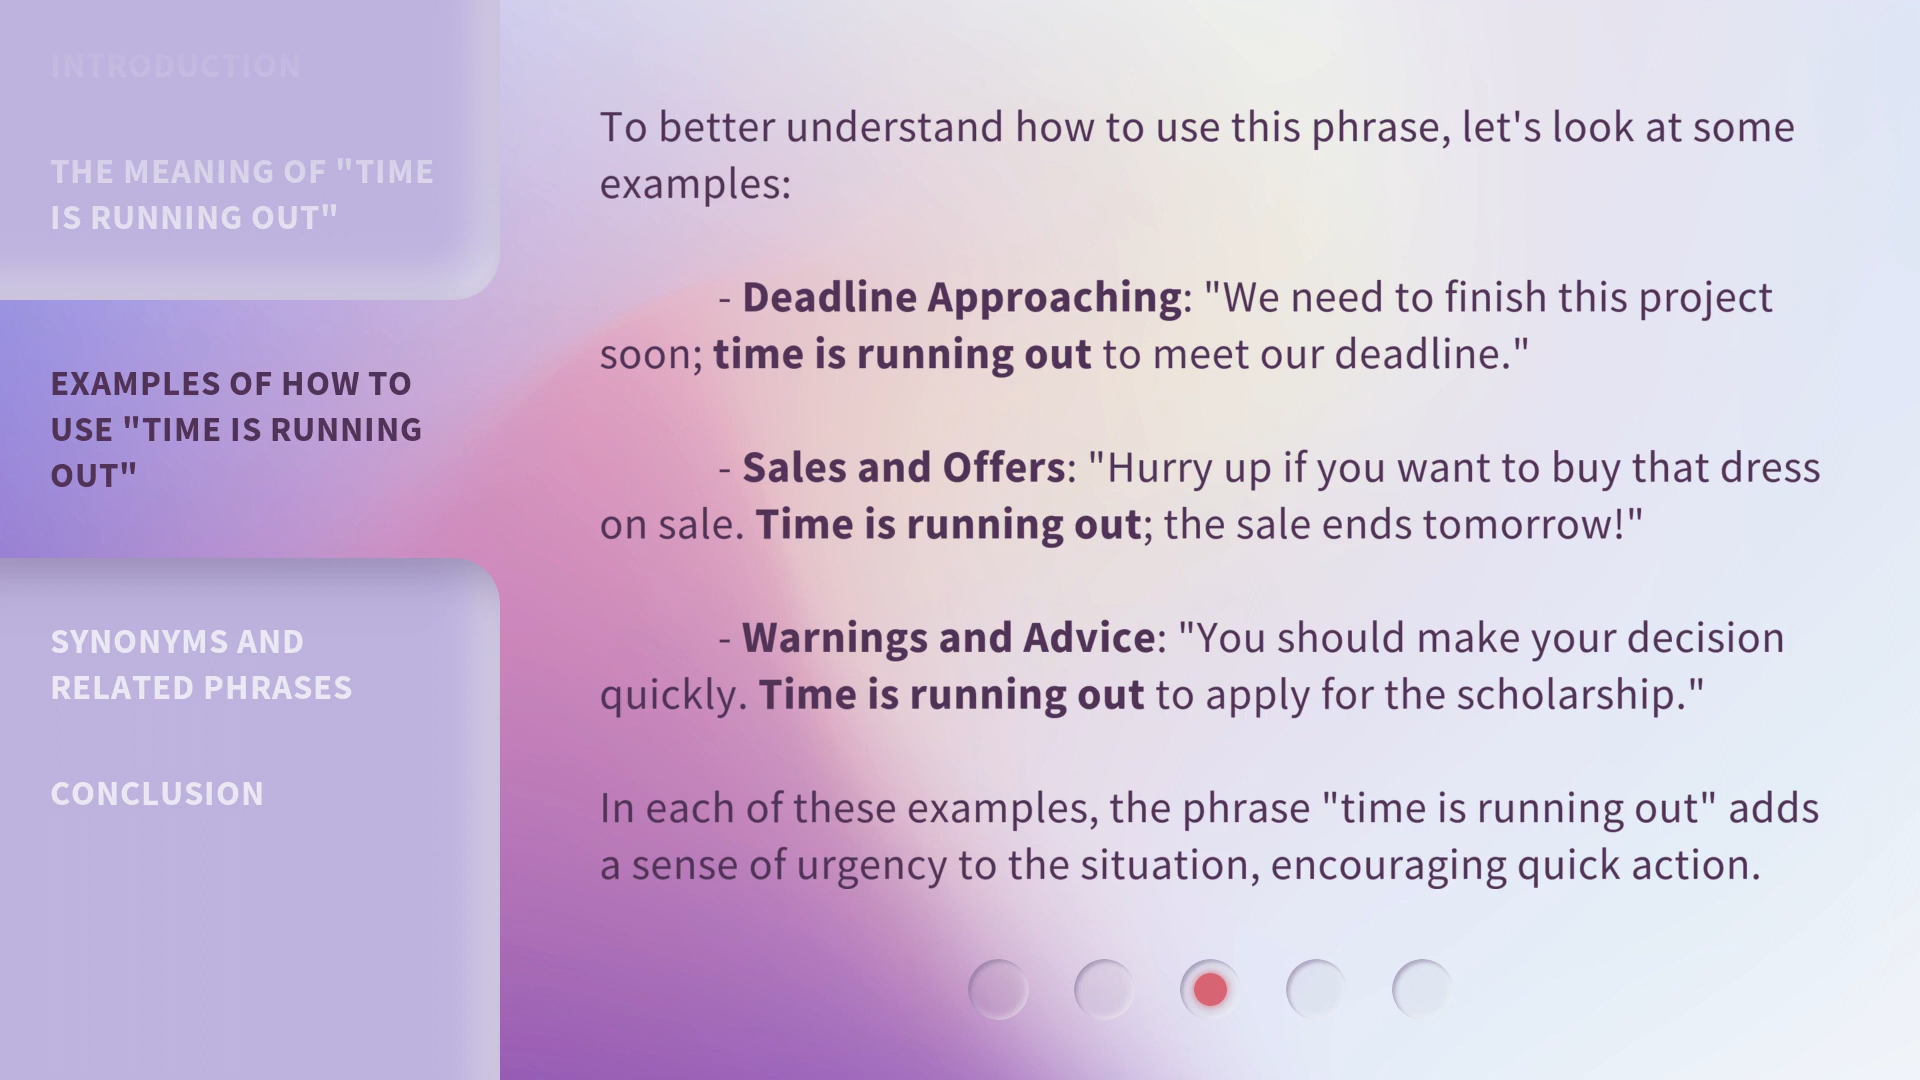 INTRODUCTION
THE MEANING OF "TIME
IS RUNNING OUT"
EXAMPLES OF HOW TO
USE "TIME IS RUNNING
OUT"
SYNONYMS AND
RELATED PHRASES
CONCLUSION
To better understand how to use this phrase, let's look at some
examples:
- Deadline Approaching: "We need to finish this project
soon; time is running out to meet our deadline."
- Sales and Offers: "Hurry up if you want to buy that dress
on sale. Time is running out; the sale ends tomorrow!"
- Warnings and Advice: "You should make your decision
quickly. Time is running out to apply for the scholarship."
In each of these examples, the phrase "time is running out" adds
a sense of urgency to the situation, encouraging quick action.